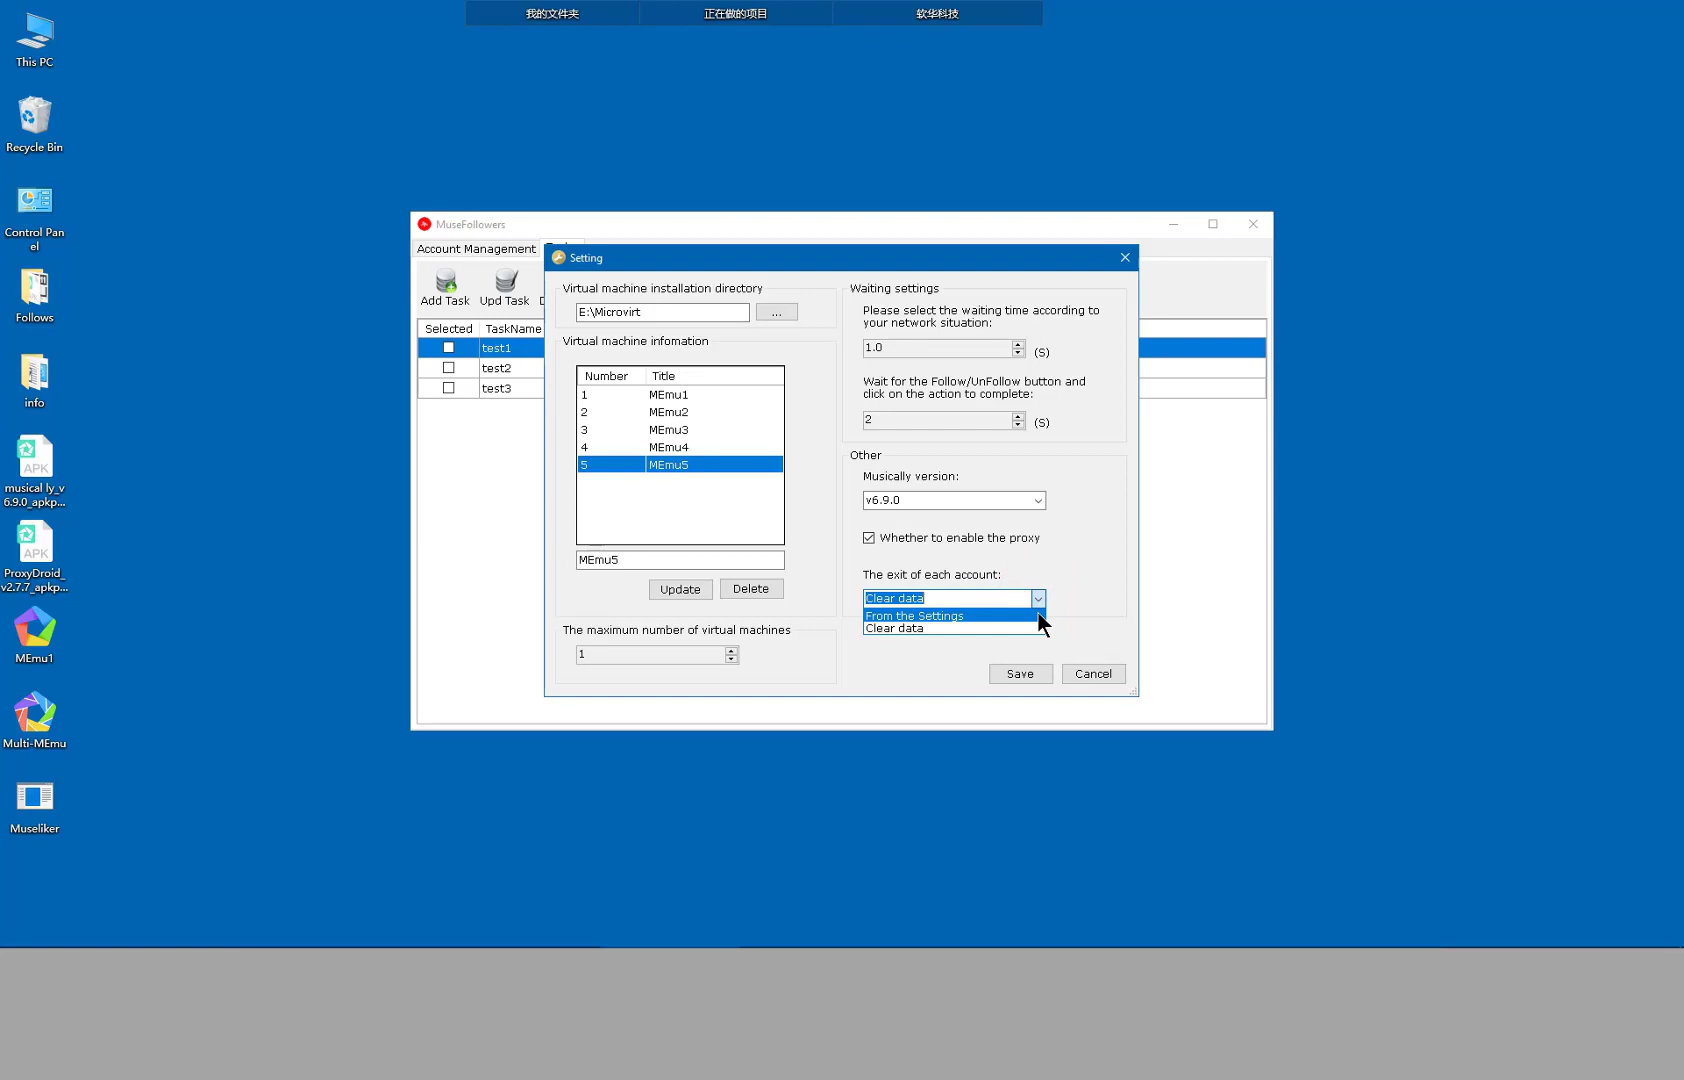 我的文件夹
正在做的项目
软华科技
This PC
Recycle Bin
Control Pan
el
Follows
info
APK
musical ly_v
6.9.0_apkp...
APK
ProxyDroid_
v2.7.7_apkp...
MEmu1
Multi-MEmu
Museliker
MuseFollowers
Account Management
Add Task
Upd Task
Selected
TaskName
test1
test2
test3
Setting
Virtual machine installation directory
E:\Microvirt
...
Virtual machine infomation
Number
Title
1
MEmu1
2
MEmu2
3
MEmu3
4
MEmu4
5
MEmu5
MEmu5
Update
Delete
The maximum number of virtual machines
1
Waiting settings
Please select the waiting time according to
your network situation:
1.0
(S)
Wait for the Follow/UnFollow button and
click on the action to complete:
2
(S)
Other
Musically version:
v6.9.0
Whether to enable the proxy
The exit of each account:
Clear data
From the Settings
Clear data
Save
Cancel